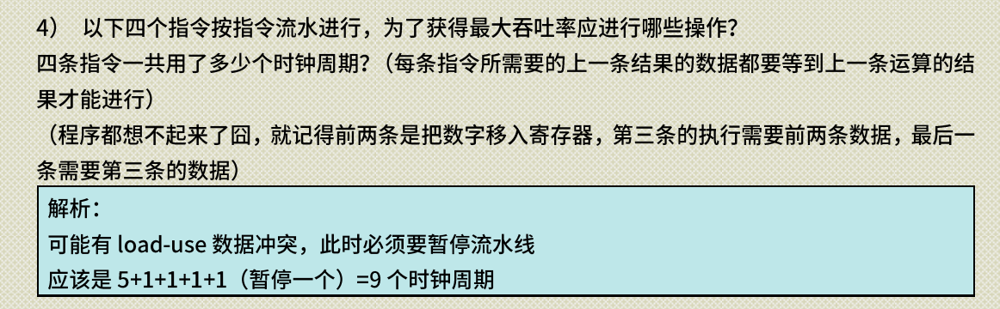 4） 以下四个指令按指令流水进行，为了获得最大吞吐率应进行哪些操作？
四条指令一共用了多少个时钟周期？（每条指令所需要的上一条结果的数据都要等到上一条运算的结
果才能进行）
（程序都想不起来了囧，就记得前两条是把数字移入寄存器，第三条的执行需要前两条数据，最后一
条需要第三条的数据）
解析：
可能有 load-use 数据冲突，此时必须要暂停流水线
应该是 5+1+1+1+1（暂停一个）=9 个时钟周期